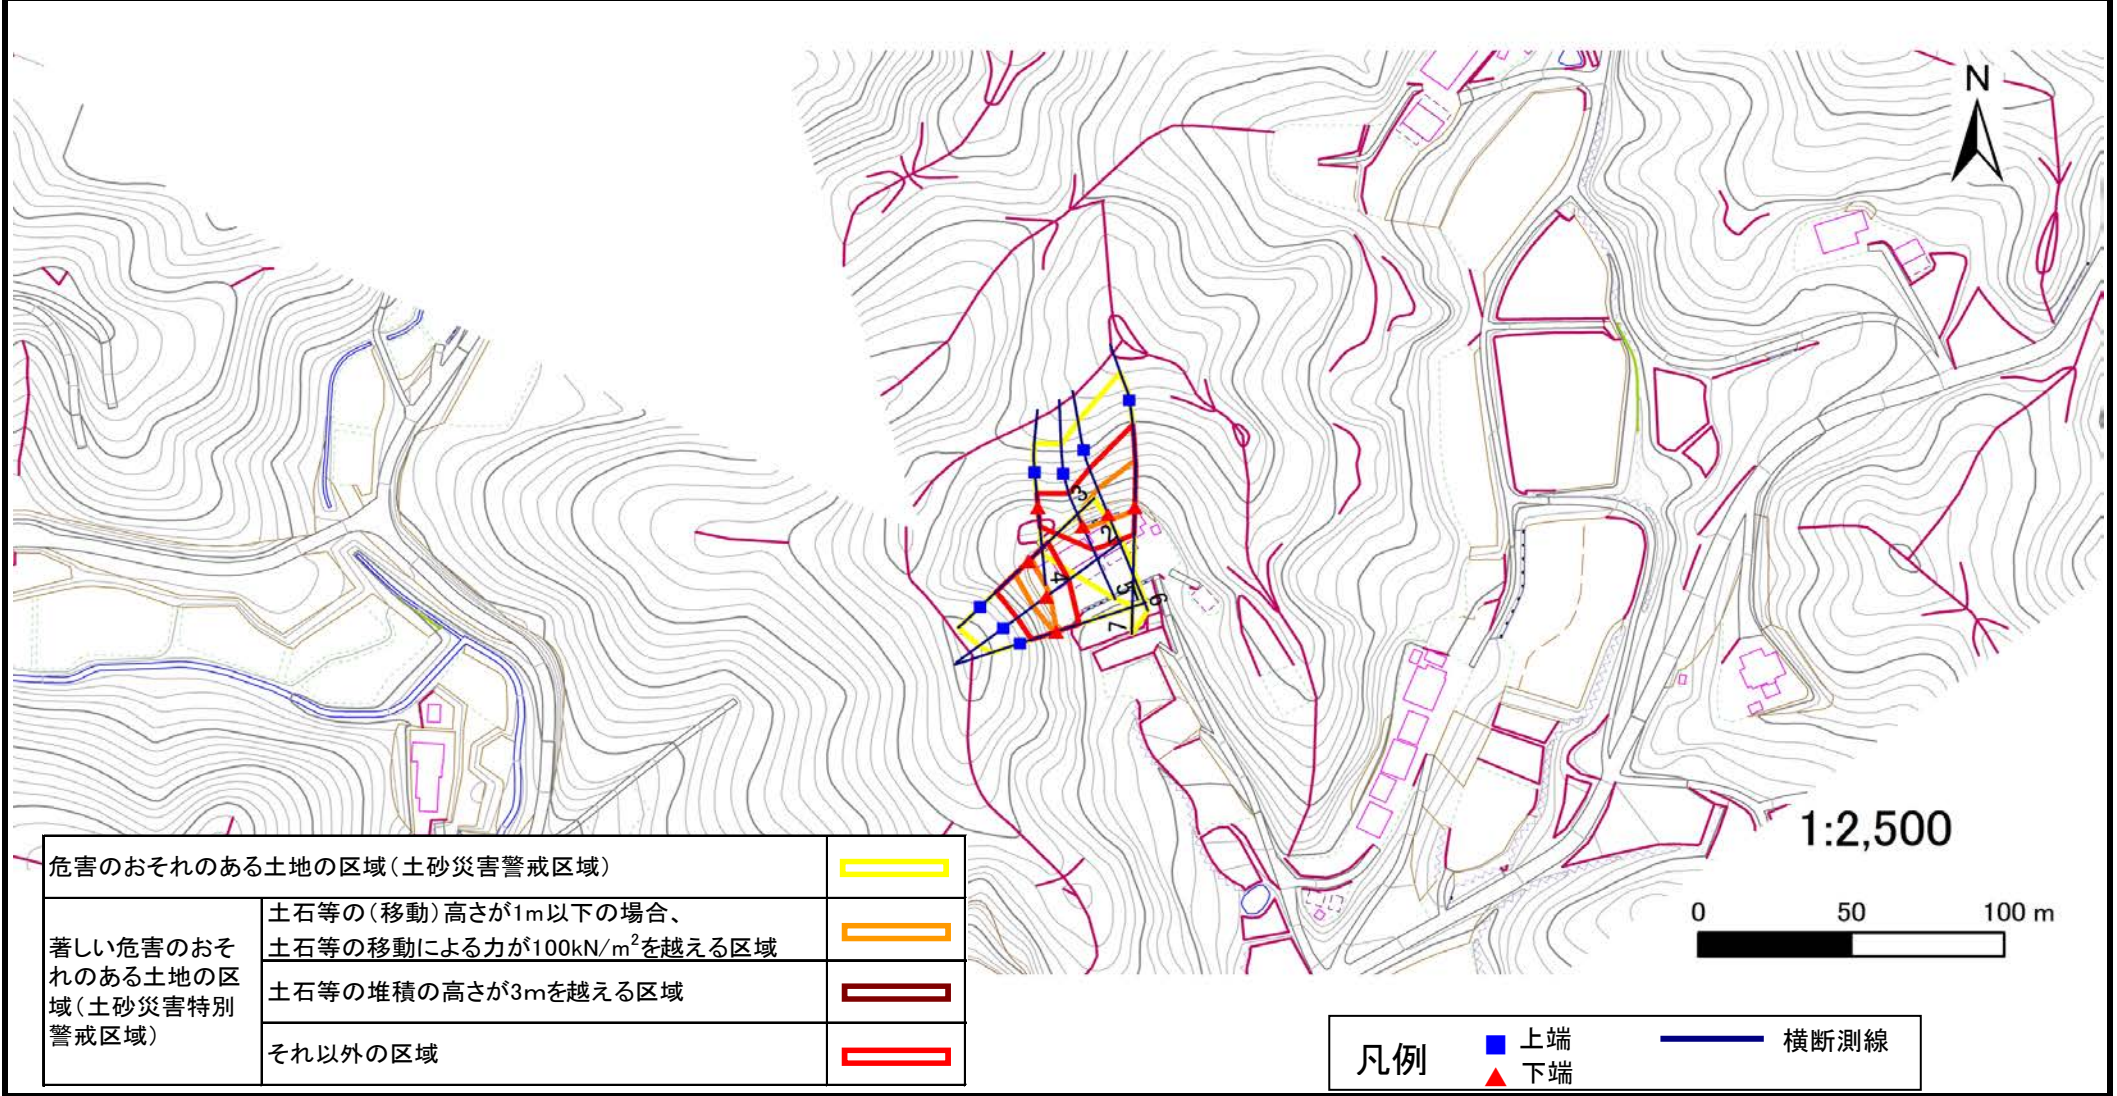 N
3
2
4
5
6
7
1:2,500
0 50 100 m
危害のおそれのある土地の区域(土砂災害警戒区域)
著しい危害のおそ
れのある土地の区
域(土砂災害特別
警戒区域)
土石等の(移動)高さが1m以下の場合、
土石等の移動による力が100kN/m²を越える区域
土石等の堆積の高さが3mを越える区域
それ以外の区域
凡例
上端
下端
横断測線